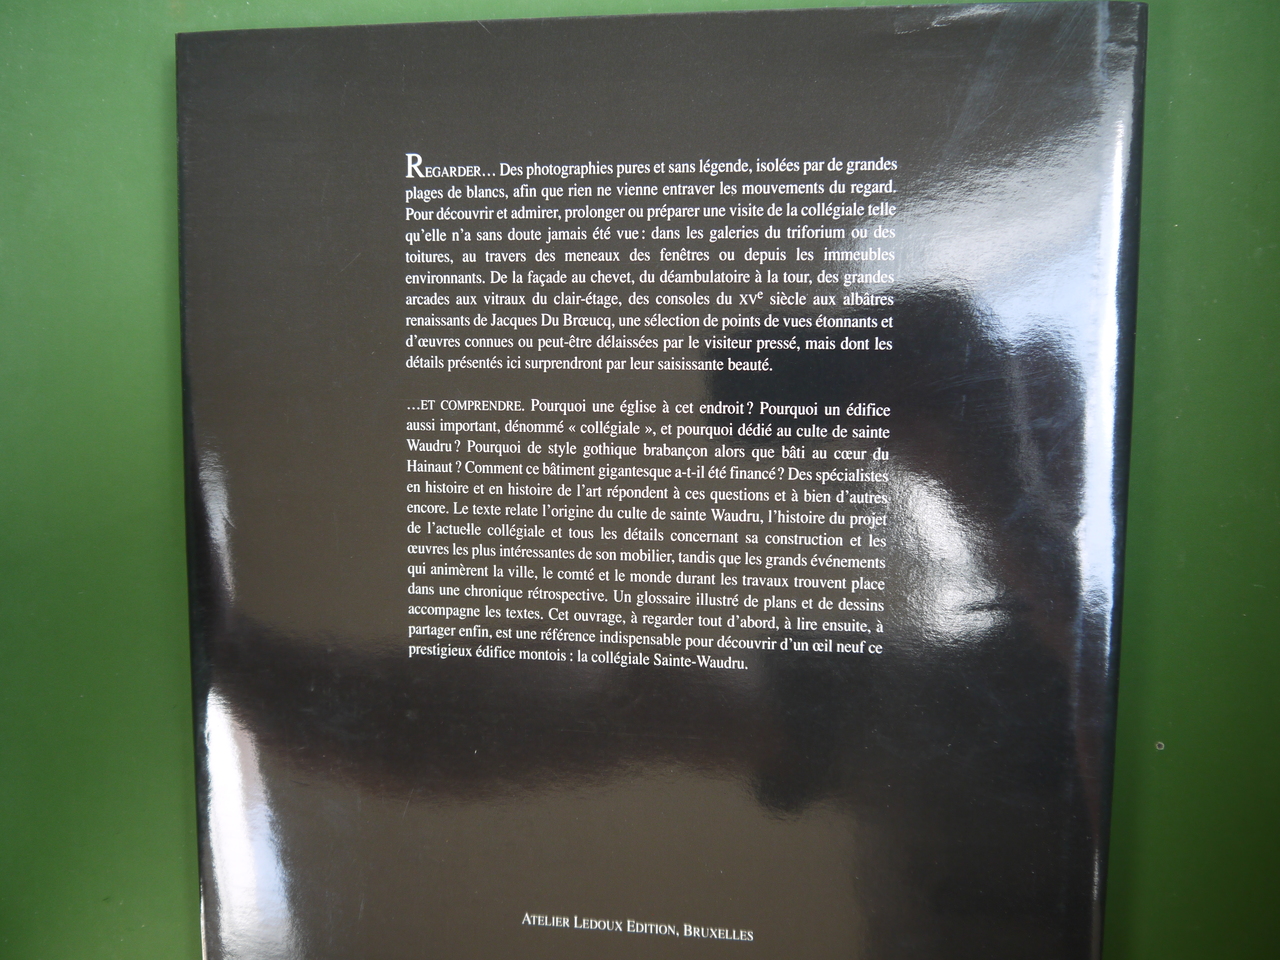 REGARDER... Des photographies pures et sans légende, isolées par de grandes
plages de blancs, afin que rien ne vienne entraver les mouvements du regard.
Pour découvrir et admirer, prolonger ou préparer une visite de la collégiale telle
qu'elle n'a sans doute jamais été vue : dans les galeries du triforium ou des
toitures, au travers des meneaux des fenêtres ou depuis les immeubles
environnants. De la façade au chevet, du déambulatoire à la tour, des grandes
arcades aux vitraux du clair-étage, des consoles du XVe siècle aux albâtres
renaissants de Jacques Du Brœucq, une sélection de points de vues étonnants et
d'œuvres connues ou peut-être délaissées par le visiteur pressé, mais dont les
détails présentés ici surprendront par leur saisissante beauté.
...ET COMPRENDRE. Pourquoi une église à cet endroit ? Pourquoi un édifice
aussi important, dénommé « collégiale », et pourquoi dédié au culte de sainte
Waudru ? Pourquoi de style gothique brabançon alors que bâti au cœur du
Hainaut ? Comment ce bâtiment gigantesque a-t-il été financé ? Des spécialistes
en histoire et en histoire de l'art répondent à ces questions et à bien d'autres
encore. Le texte relate l'origine du culte de sainte Waudru, l'histoire du projet
de l'actuelle collégiale et tous les détails concernant sa construction et les
œuvres les plus intéressantes de son mobilier, tandis que les grands événements
qui animèrent la ville, le comté et le monde durant les travaux trouvent place
dans une chronique rétrospective. Un glossaire illustré de plans et de dessins
accompagne les textes. Cet ouvrage, à regarder tout d'abord, à lire ensuite, à
partager enfin, est une référence indispensable pour découvrir d'un œil neuf ce
prestigieux édifice montois : la collégiale Sainte-Waudru.
ATELIER LEDOUX EDITION, BRUXELLES